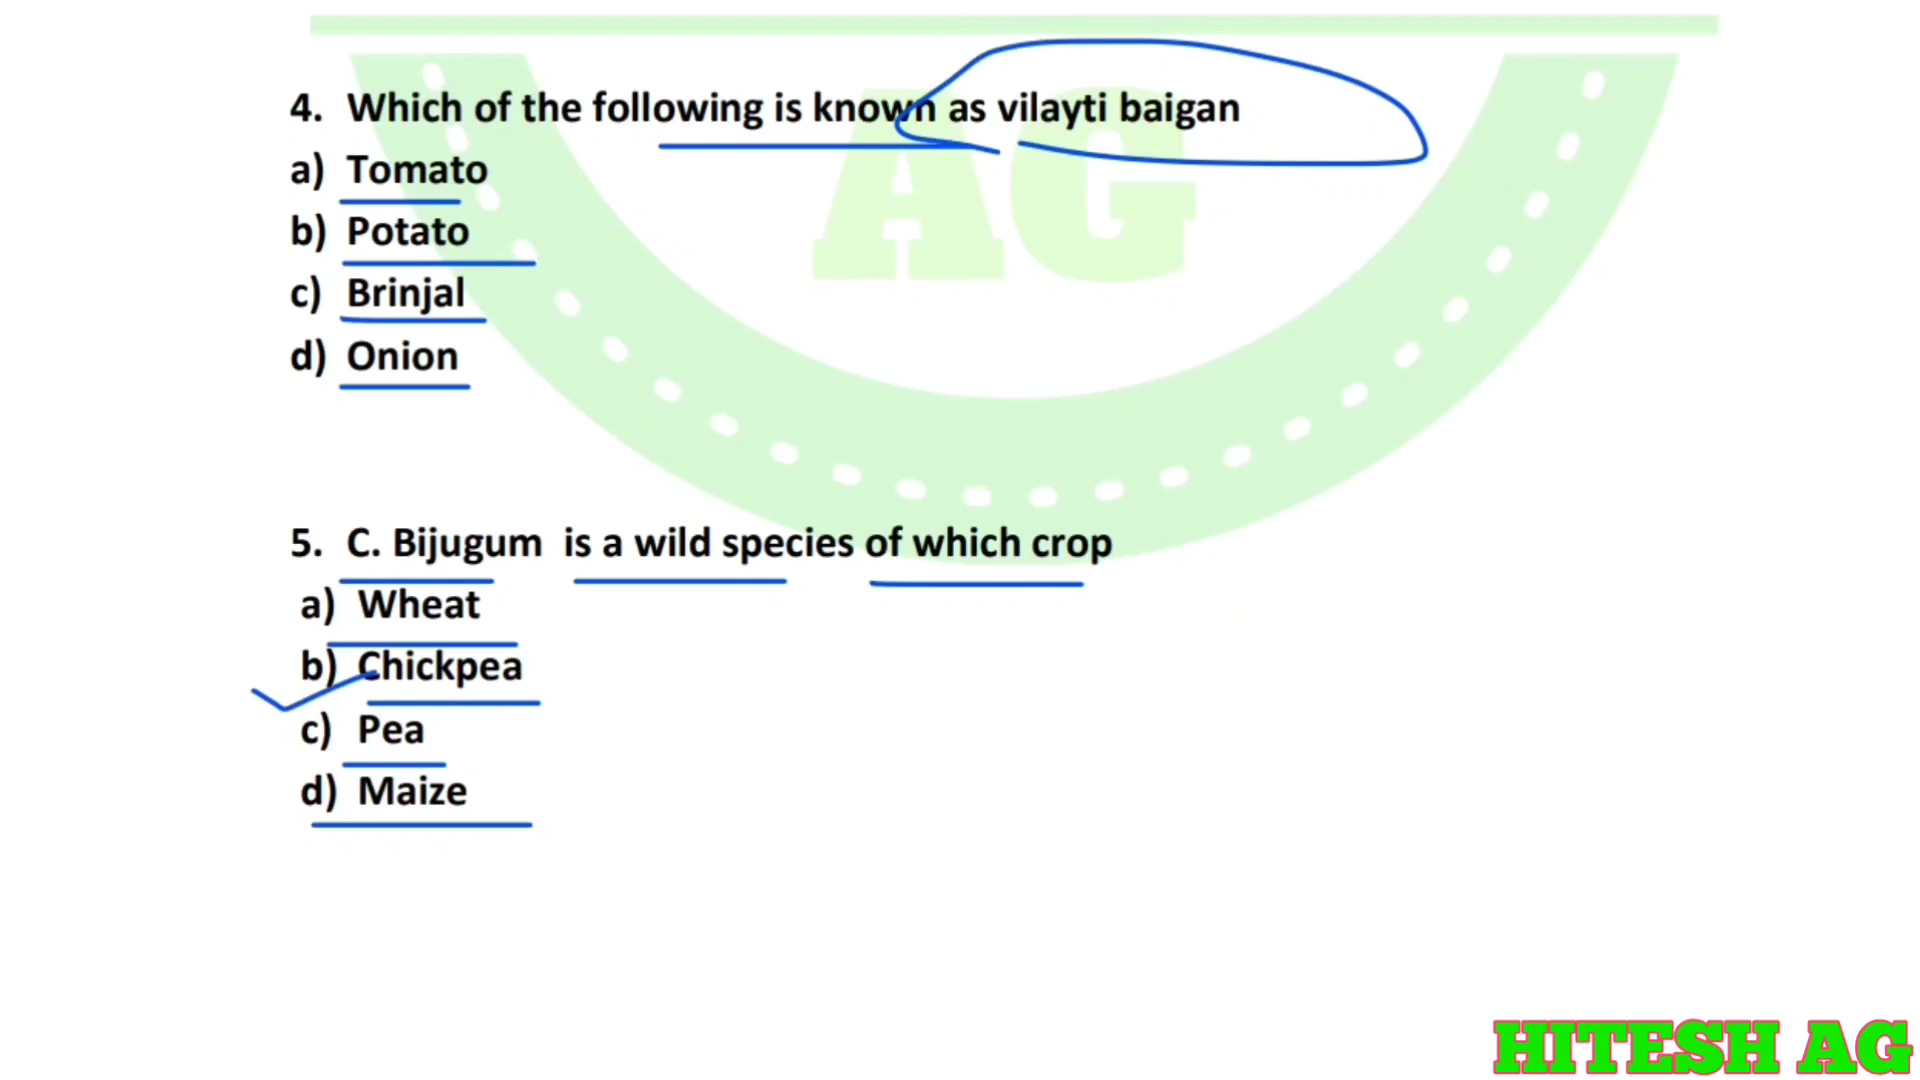 AG
4. Which of the following is known as vilayti baigan
a) Tomato
b) Potato
c) Brinjal
d) Onion
5. C. Bijugum is a wild species of which crop
a) Wheat
b) Chickpea
c) Pea
d) Maize
HITESH AG